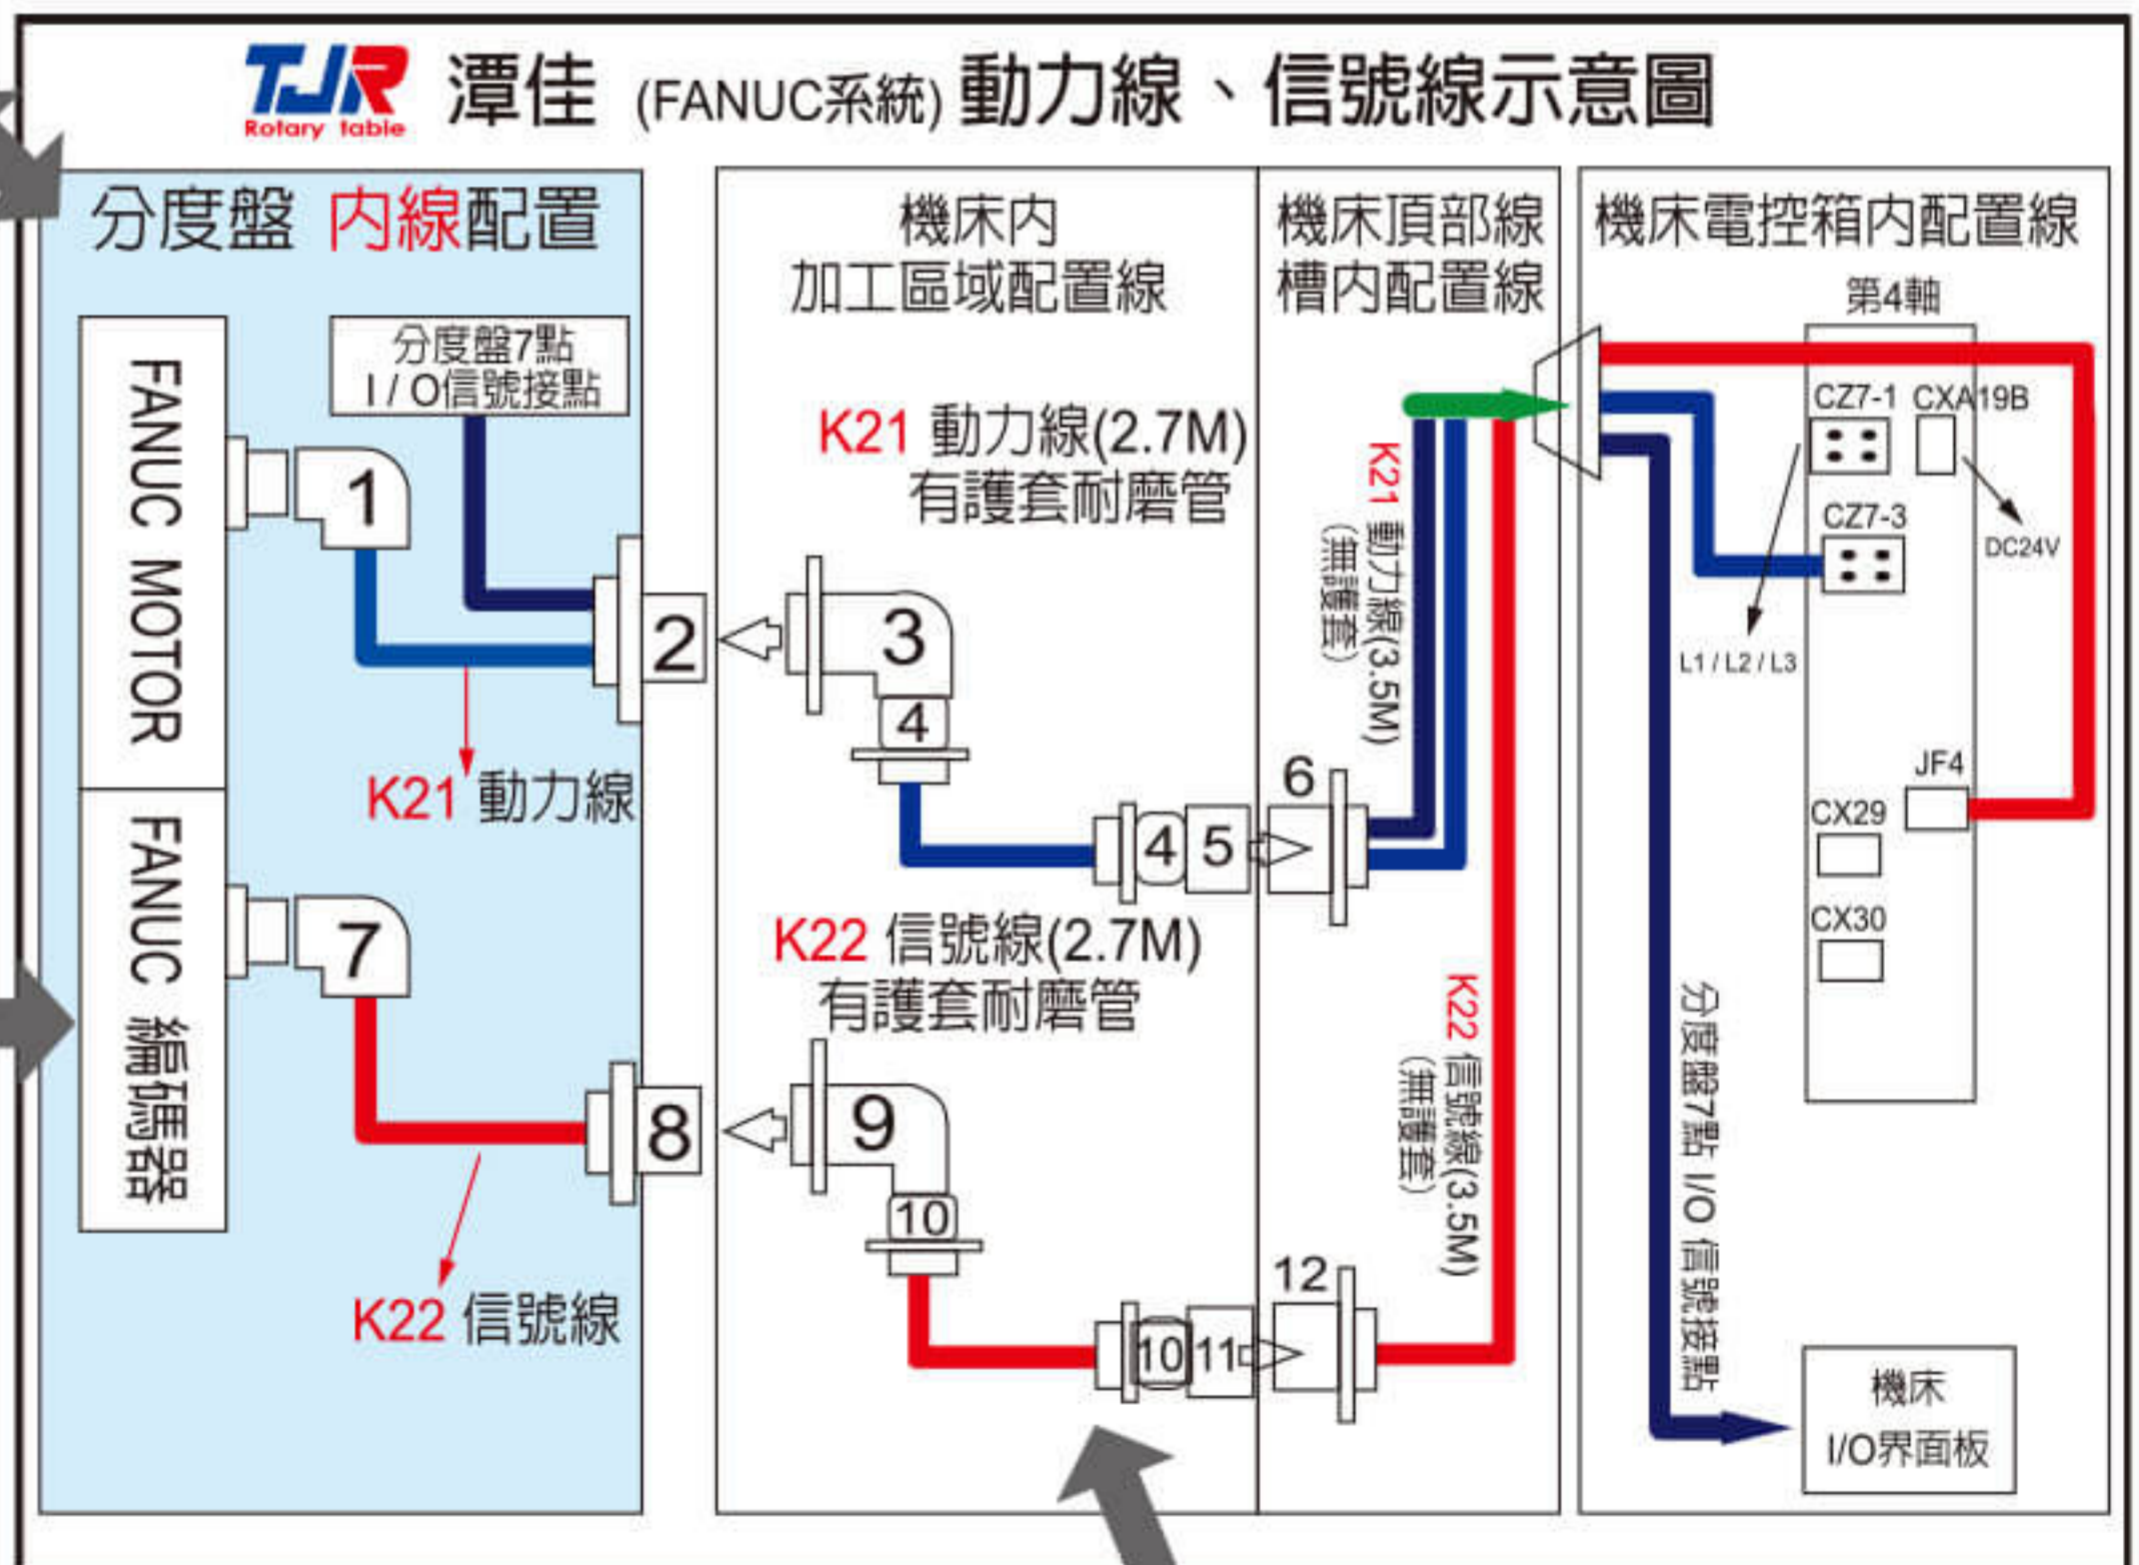 TJR
Rotary table
潭佳 (FANUC系統) 動力線、信號線示意圖
分度盤 内線配置
FANUC MOTOR
FANUC 編碼器
分度盤7點
I / O信號接點
1
2
K21 動力線
7
8
K22 信號線
機床内
加工區域配置線
K21 動力線(2.7M)
有護套耐磨管
3
4
4
5
K22 信號線(2.7M)
有護套耐磨管
9
10
10
11
機床頂部線
槽内配置線
K21 動力線(3.5M)
(無護套)
6
K22 信號線(3.5M)
(無護套)
12
機床電控箱内配置線
第4軸
CZ7-1
CXA19B
CZ7-3
DC24V
L1 / L2 / L3
JF4
CX29
CX30
分度盤7點 I/O 信號接點
機床
I/O界面板